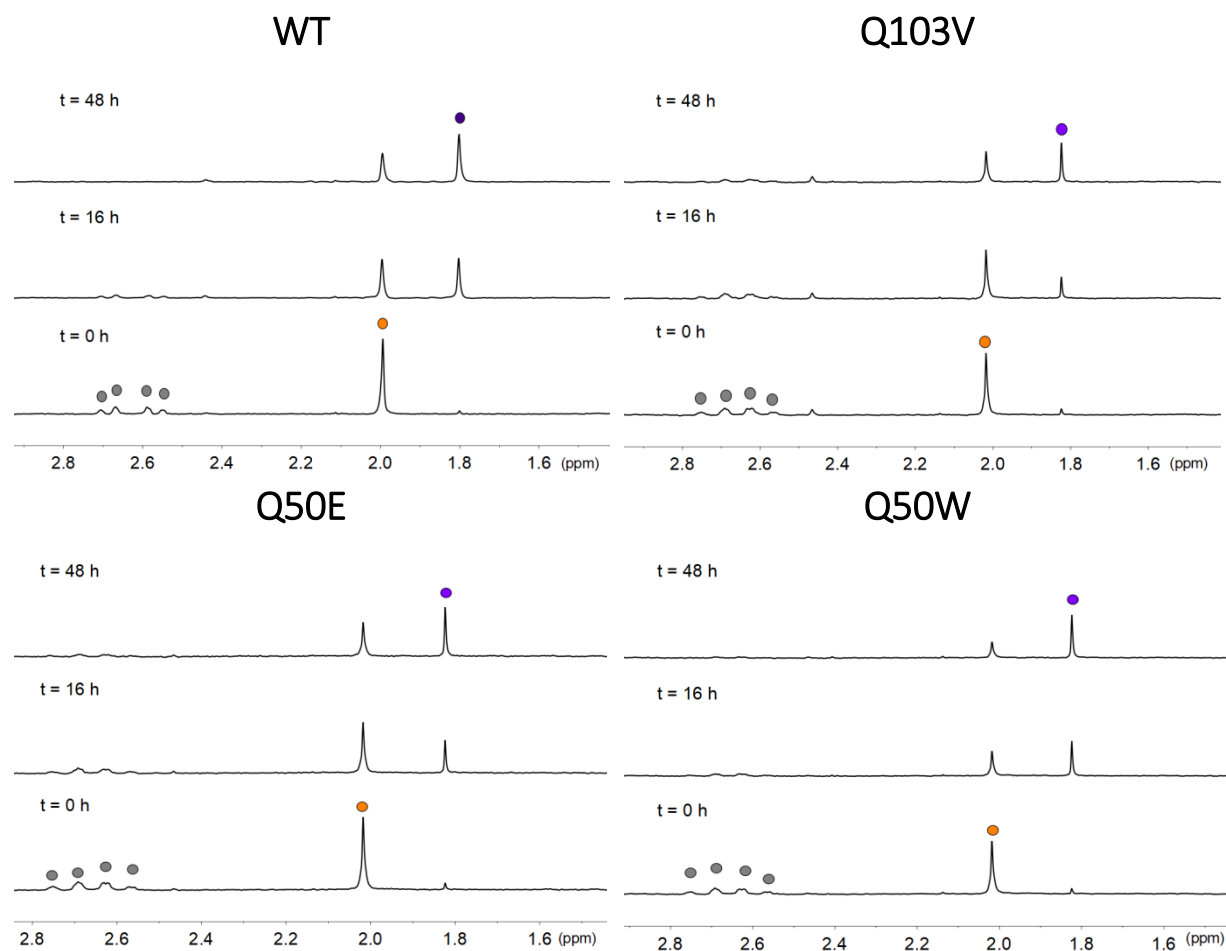 WT
t = 48 h
t = 16 h
t = 0 h
2.8 2.6 2.4 2.2 2.0 1.8 1.6 (ppm)
Q103V
t = 48 h
t = 16 h
t = 0 h
2.8 2.6 2.4 2.2 2.0 1.8 1.6 (ppm)
Q50E
t = 48 h
t = 16 h
t = 0 h
2.8 2.6 2.4 2.2 2.0 1.8 1.6 (ppm)
Q50W
t = 48 h
t = 16 h
t = 0 h
2.8 2.6 2.4 2.2 2.0 1.8 1.6 (ppm)